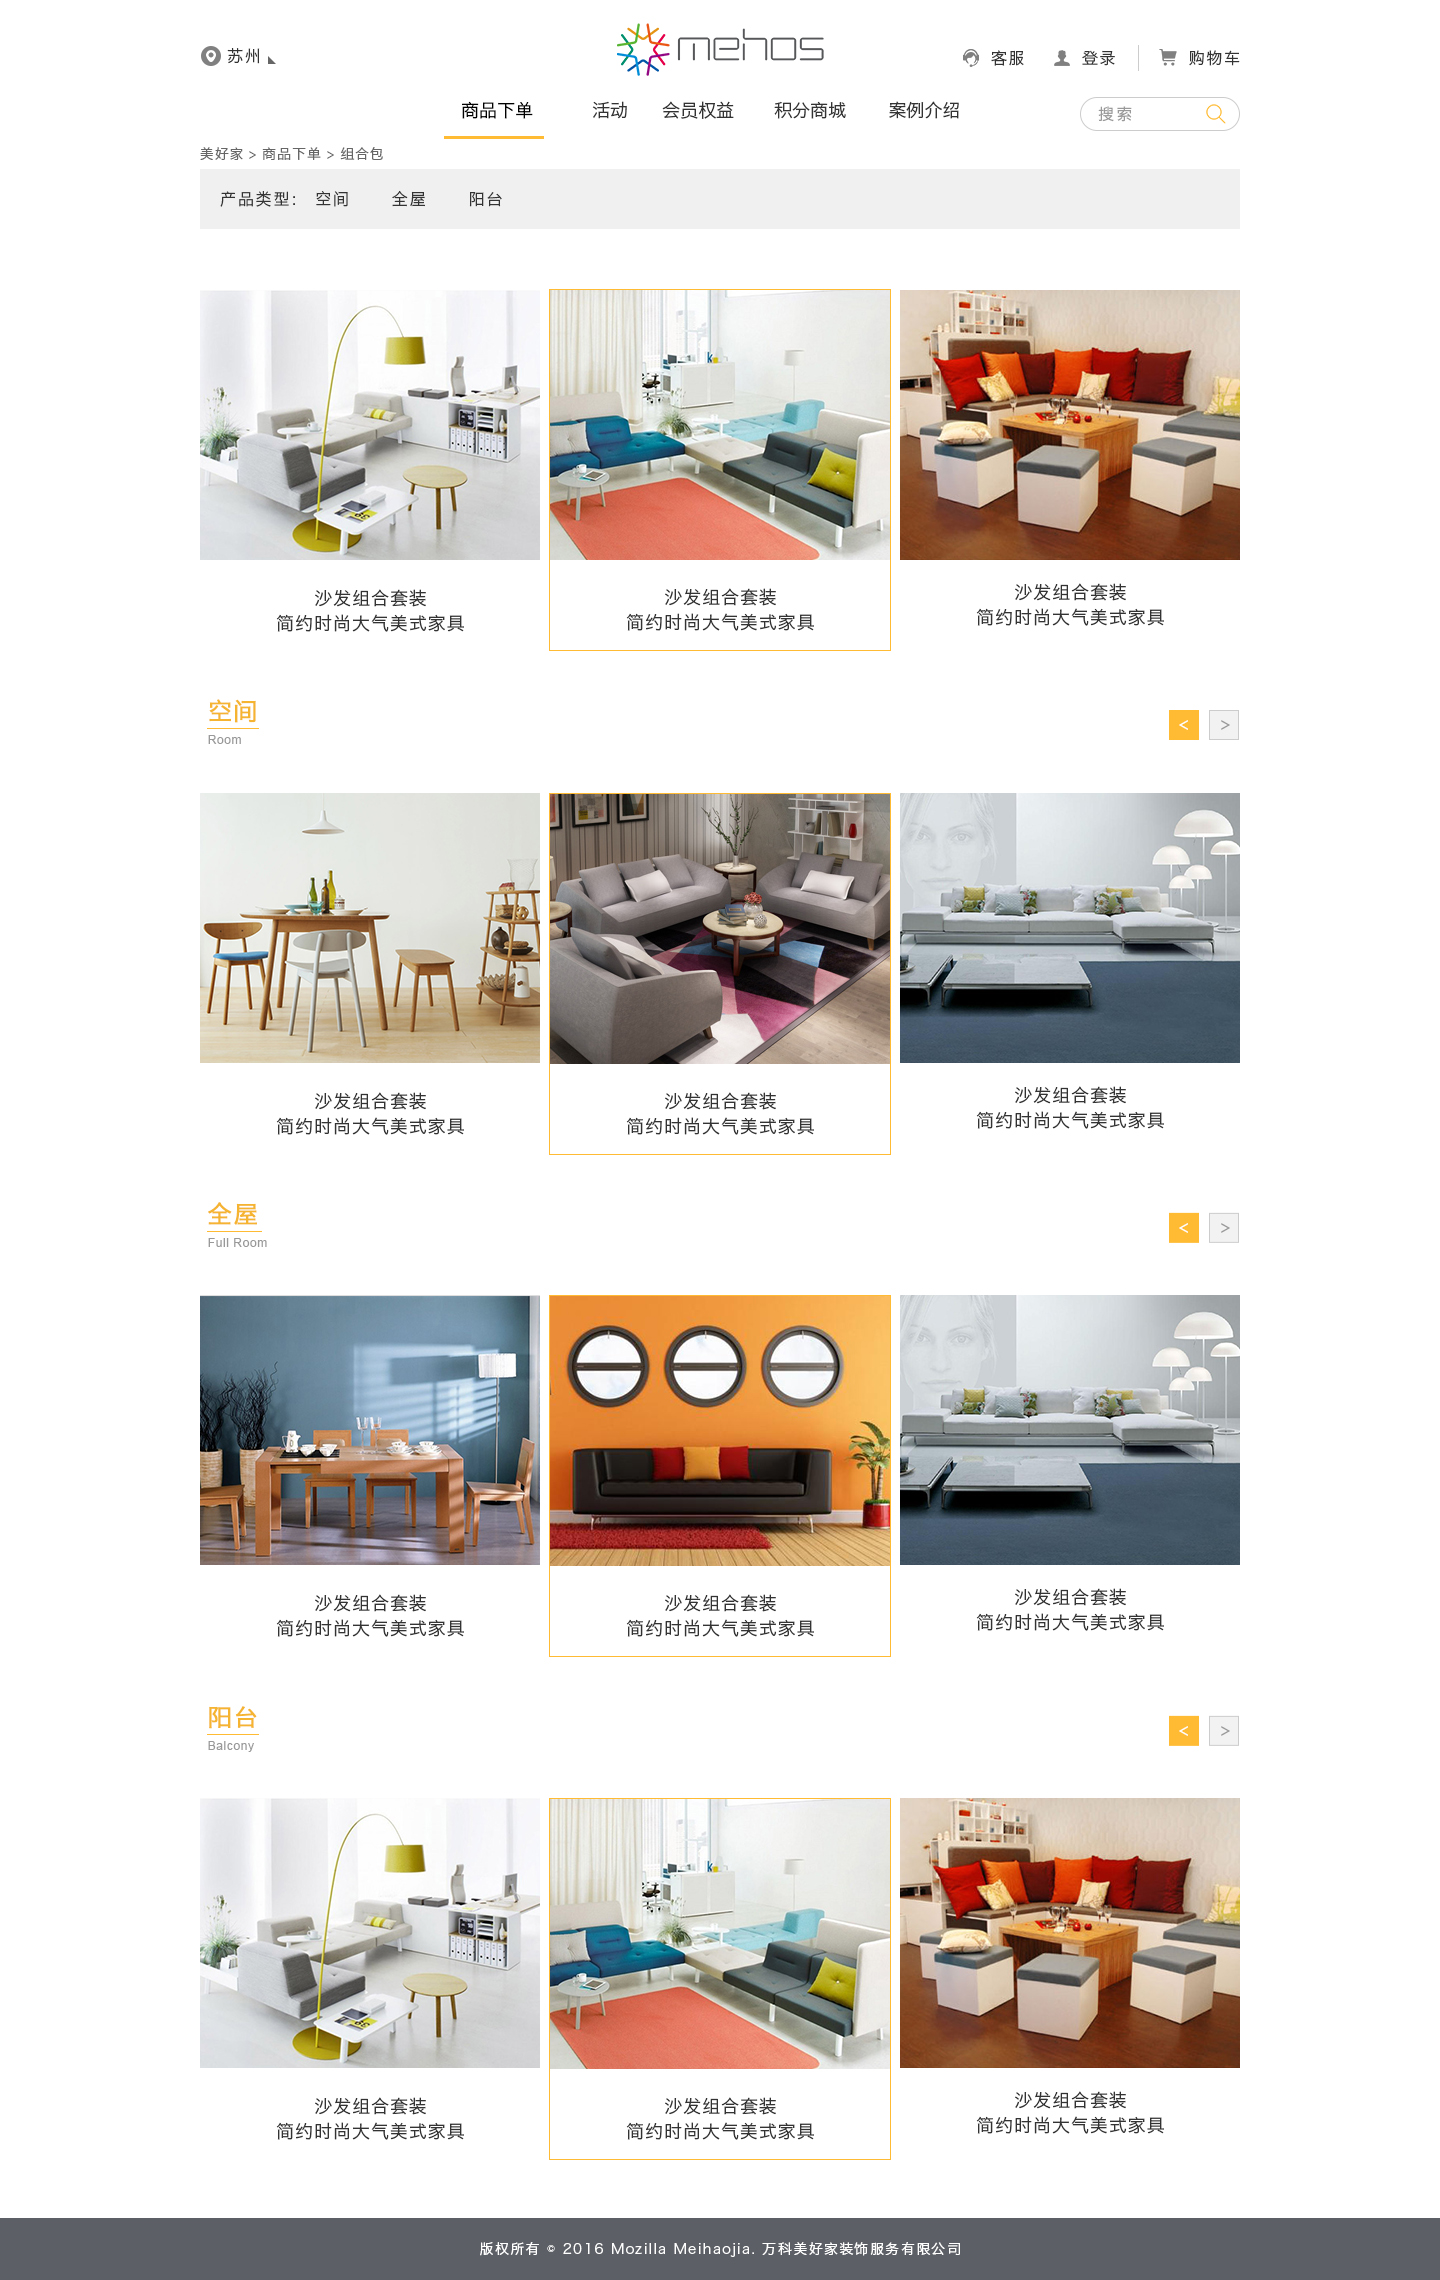 苏州
mehos
客服
登录
购物车
商品下单
活动
会员权益
积分商城
案例介绍
搜索
美好家 > 商品下单 > 组合包
产品类型: 空间 全屋 阳台
沙发组合套装
简约时尚大气美式家具
沙发组合套装
简约时尚大气美式家具
沙发组合套装
简约时尚大气美式家具
空间
Room
< >
沙发组合套装
简约时尚大气美式家具
沙发组合套装
简约时尚大气美式家具
沙发组合套装
简约时尚大气美式家具
全屋
Full Room
< >
沙发组合套装
简约时尚大气美式家具
沙发组合套装
简约时尚大气美式家具
沙发组合套装
简约时尚大气美式家具
阳台
Balcony
< >
沙发组合套装
简约时尚大气美式家具
沙发组合套装
简约时尚大气美式家具
沙发组合套装
简约时尚大气美式家具
版权所有 © 2016 Mozilla Meihaojia. 万科美好家装饰服务有限公司